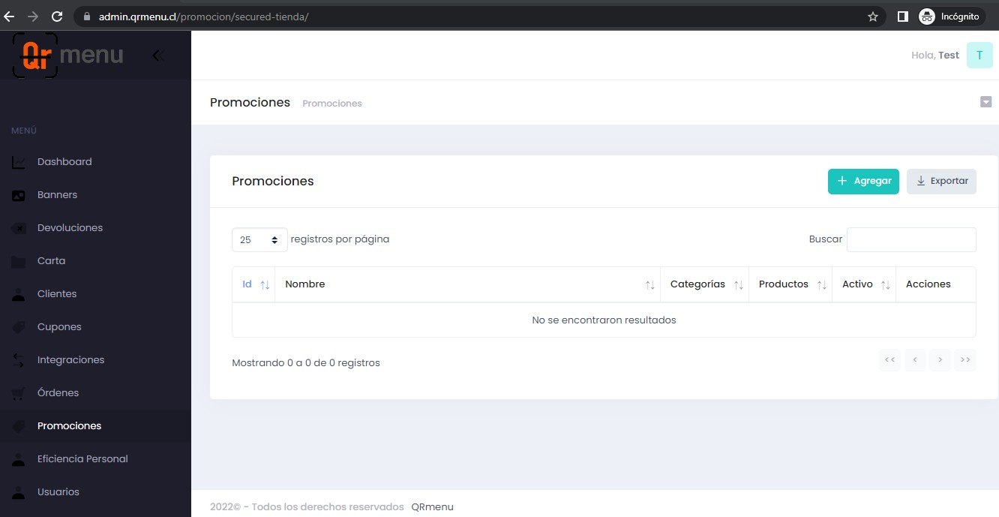 admin.qrmenu.cl/promocion/secured-tienda/
Incógnito
Qr menu
Hola, Test
T
Promociones Promociones
MENÚ
Dashboard
Banners
Devoluciones
Carta
Clientes
Cupones
Integraciones
Órdenes
Promociones
Eficiencia Personal
Usuarios
Promociones
Agregar
Exportar
25 registros por página
Buscar
Id Nombre Categorías Productos Activo Acciones
No se encontraron resultados
Mostrando 0 a 0 de 0 registros
<< < > >>
2022© - Todos los derechos reservados QRmenu